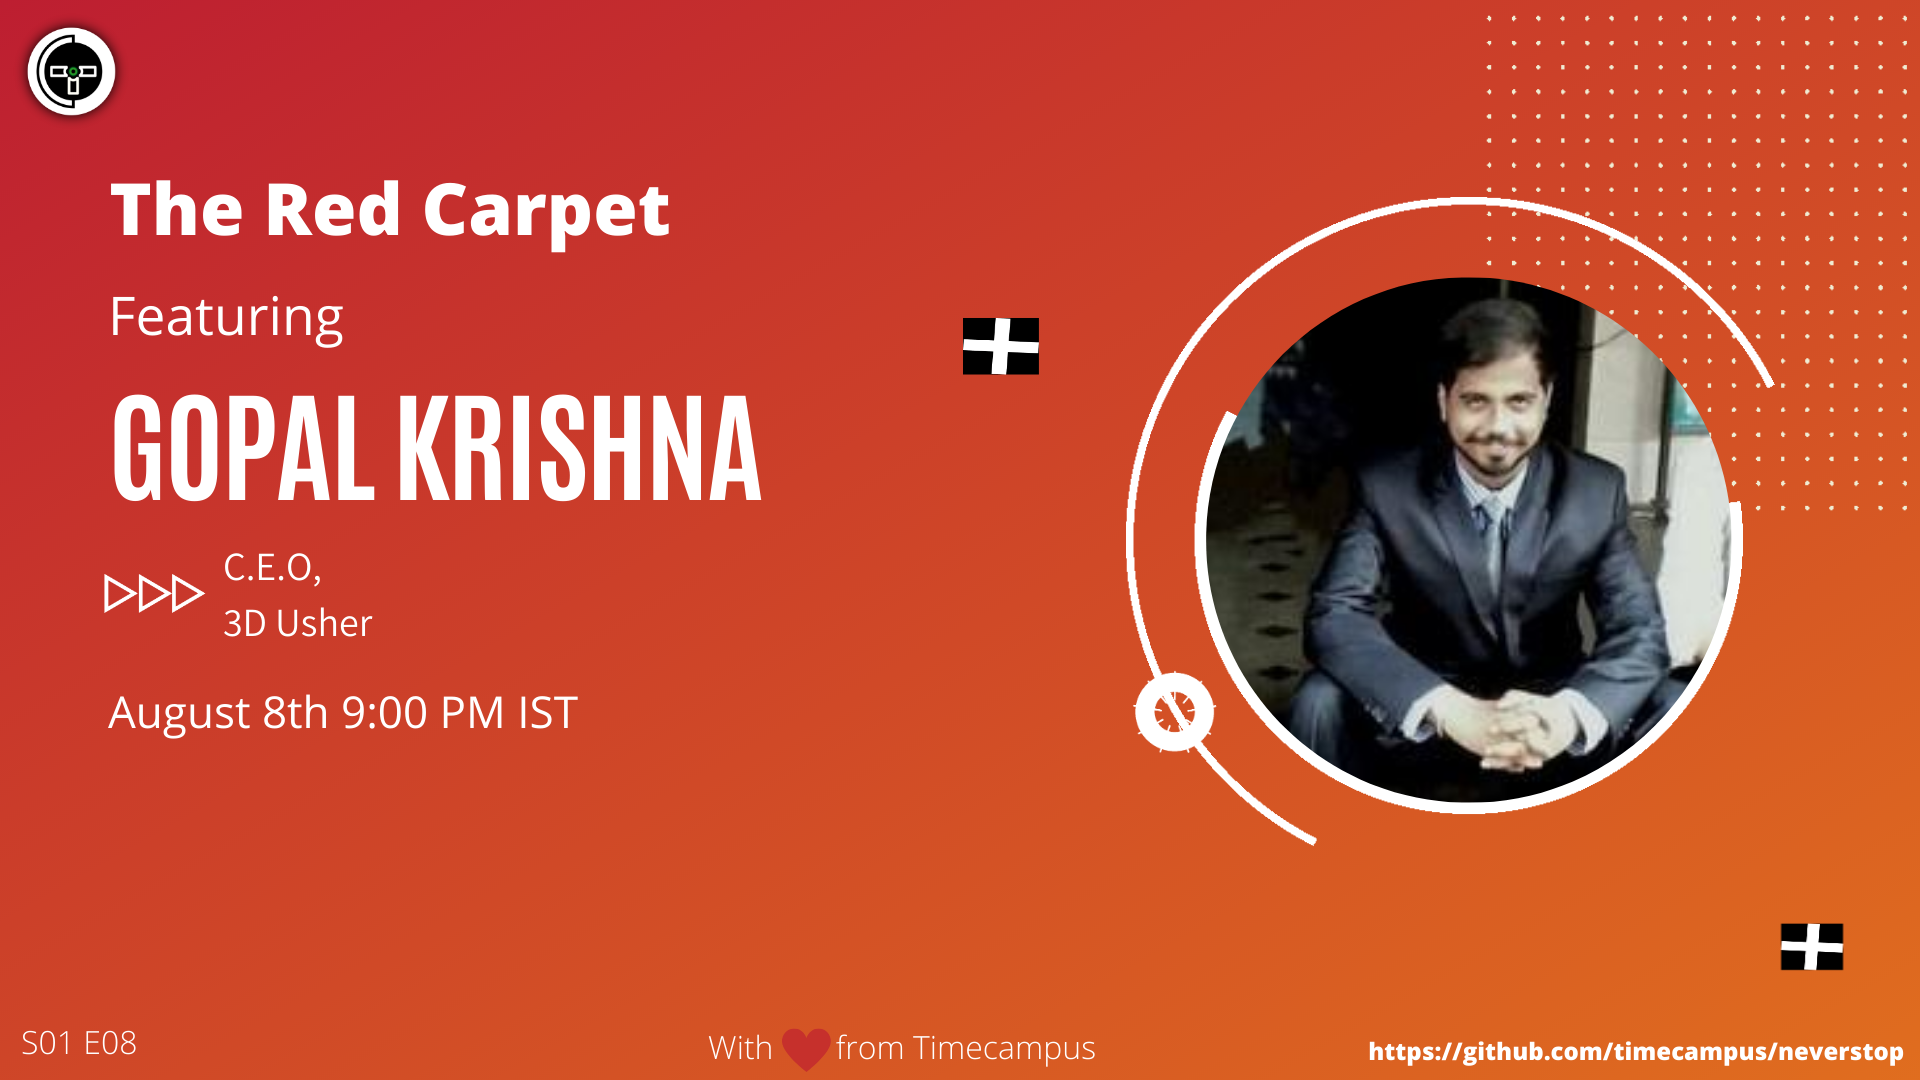 The Red Carpet
Featuring
GOPAL KRISHNA
C.E.O,
3D Usher
August 8th 9:00 PM IST
S01 E08
With from Timecampus
https://github.com/timecampus/neverstop